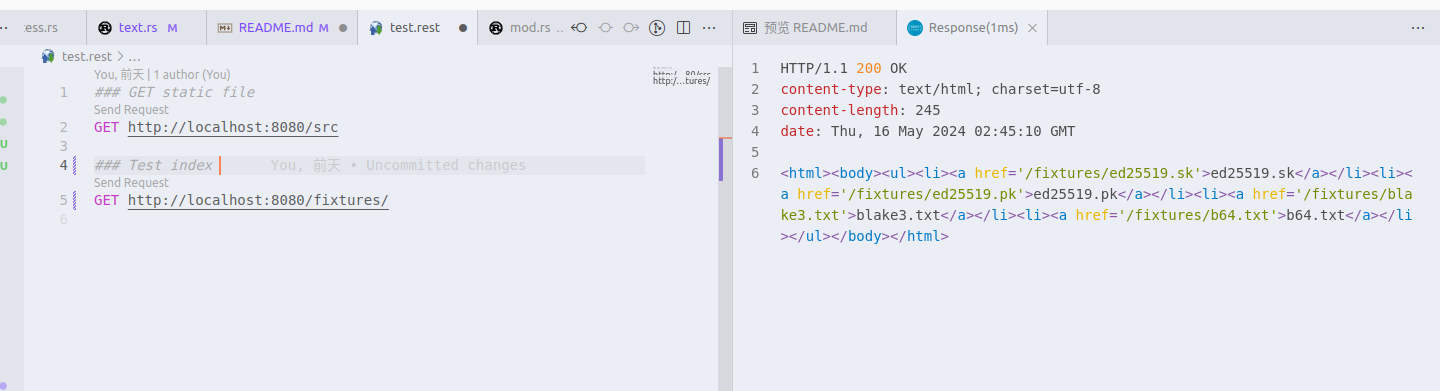 ess.rs
text.rs M
README.md M
test.rest
mod.rs ..
test.rest > ...
You, 前天 | 1 author (You)
1 ### GET static file
Send Request
2 GET http://localhost:8080/src
3
4 ### Test index You, 前天 • Uncommitted changes
Send Request
5 GET http://localhost:8080/fixtures/
6
U
U
http:/...80/src
http:/...tures/
预览 README.md
Response(1ms)
1 HTTP/1.1 200 OK
2 content-type: text/html; charset=utf-8
3 content-length: 245
4 date: Thu, 16 May 2024 02:45:10 GMT
5
6 <html><body><ul><li><a href='/fixtures/ed25519.sk'>ed25519.sk</a></li><li><
a href='/fixtures/ed25519.pk'>ed25519.pk</a></li><li><a href='/fixtures/bla
ke3.txt'>blake3.txt</a></li><li><a href='/fixtures/b64.txt'>b64.txt</a></li
></ul></body></html>